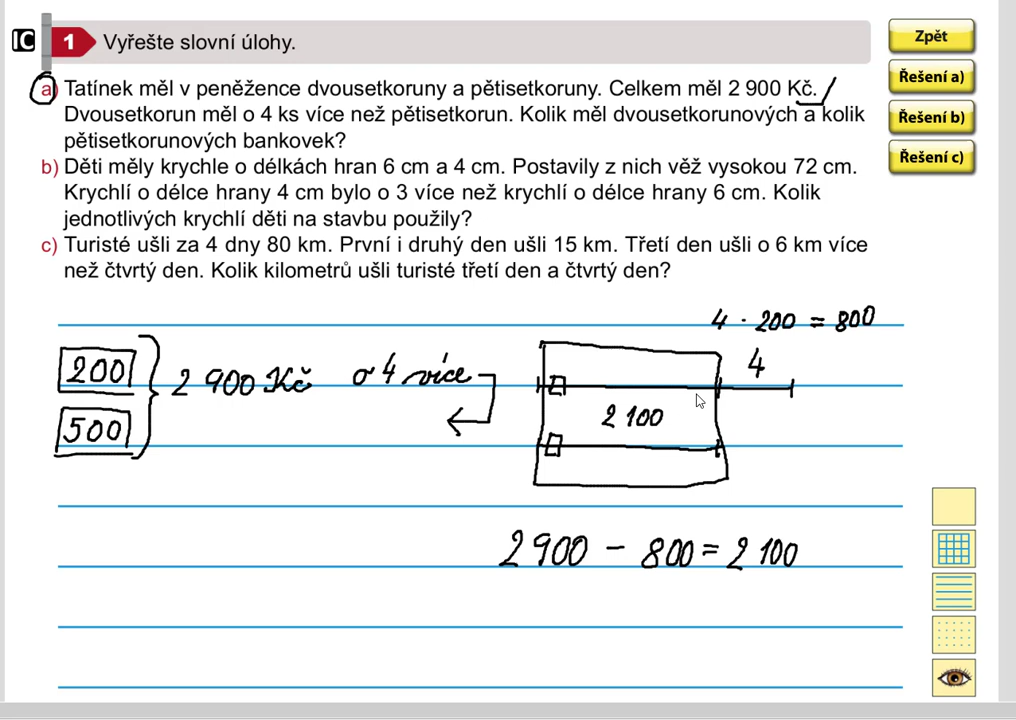 IC
1 Vyřešte slovní úlohy.
Zpět
Řešení a)
Řešení b)
Řešení c)
a) Tatínek měl v peněžence dvousetkoruny a pětisetkoruny. Celkem měl 2 900 Kč.
Dvousetkorun měl o 4 ks více než pětisetkorun. Kolik měl dvousetkorunových a kolik
pětisetkorunových bankovek?
b) Děti měly krychle o délkách hran 6 cm a 4 cm. Postavily z nich věž vysokou 72 cm.
Krychlí o délce hrany 4 cm bylo o 3 více než krychlí o délce hrany 6 cm. Kolik
jednotlivých krychlí děti na stavbu použily?
c) Turisté ušli za 4 dny 80 km. První i druhý den ušli 15 km. Třetí den ušli o 6 km více
než čtvrtý den. Kolik kilometrů ušli turisté třetí den a čtvrtý den?
4 · 200 = 800
200
500
2 900 Kč
o 4 více
4
2 100
2 900 - 800 = 2 100